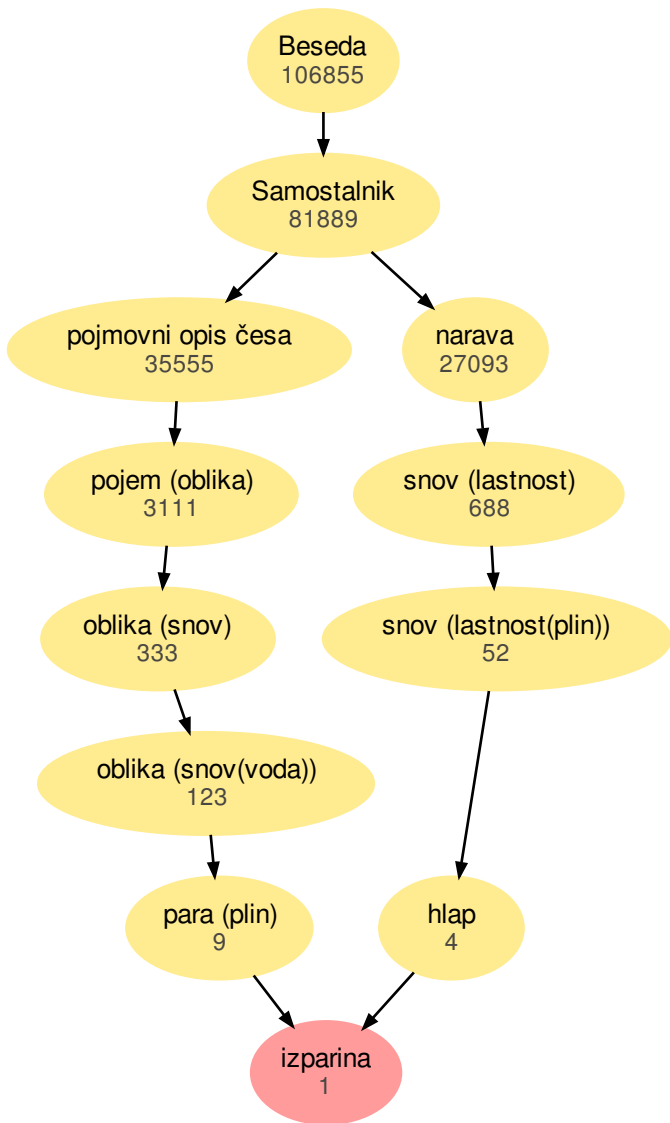 Beseda
106855
Samostalnik
81889
pojmovni opis česa
35555
narava
27093
pojem (oblika)
3111
snov (lastnost)
688
oblika (snov)
333
snov (lastnost(plin))
52
oblika (snov(voda))
123
para (plin)
9
hlap
4
izparina
1